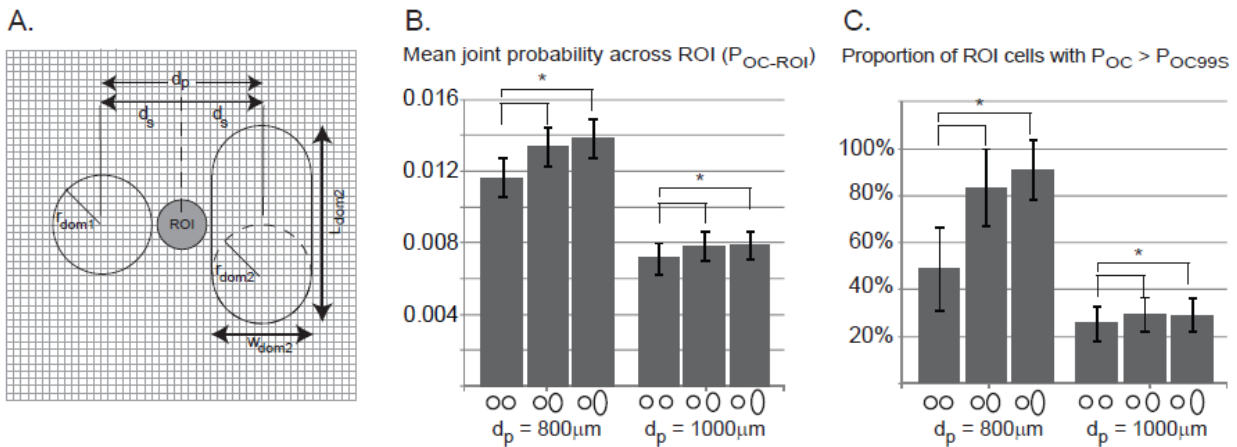 A.
d_p
d_s d_s
r_dom1
ROI
L_dom2
r_dom2
w_dom2
B.
Mean joint probability across ROI (P_OC-ROI)
0.016
0.012
0.008
0.004
*
*
d_p = 800μm d_p = 1000μm
C.
Proportion of ROI cells with P_OC > P_OC99S
100%
80%
60%
40%
20%
*
*
d_p = 800μm d_p = 1000μm